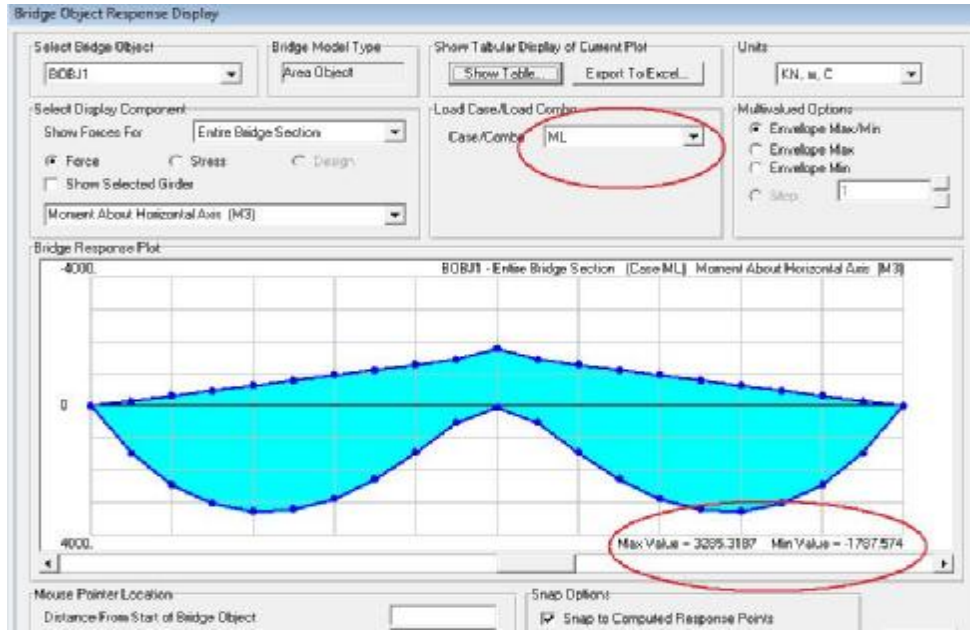 Bridge Object Response Display
Select Bridge Object
BOBJ1
Bridge Model Type
Area Object
Show Tabular Display of Current Plot
Show Table...
Export To Excel...
Units
KN, m, C
Select Display Component
Show Forces For
Entire Bridge Section
Force
Stress
Design
Show Selected Girder
Moment About Horizontal Axis (M3)
Load Case/Load Combo
Case/Combo
ML
Multivalued Options
Envelope Max/Min
Envelope Max
Envelope Min
Step
1
Bridge Response Plot
-4000.
BOBJ1 - Entire Bridge Section (Case ML) Moment About Horizontal Axis (M3)
0
4000.
Max Value = 3285.3187 Min Value = -1787.574
Mouse Pointer Location
Distance From Start of Bridge Object
Snap Options
Snap to Computed Response Points